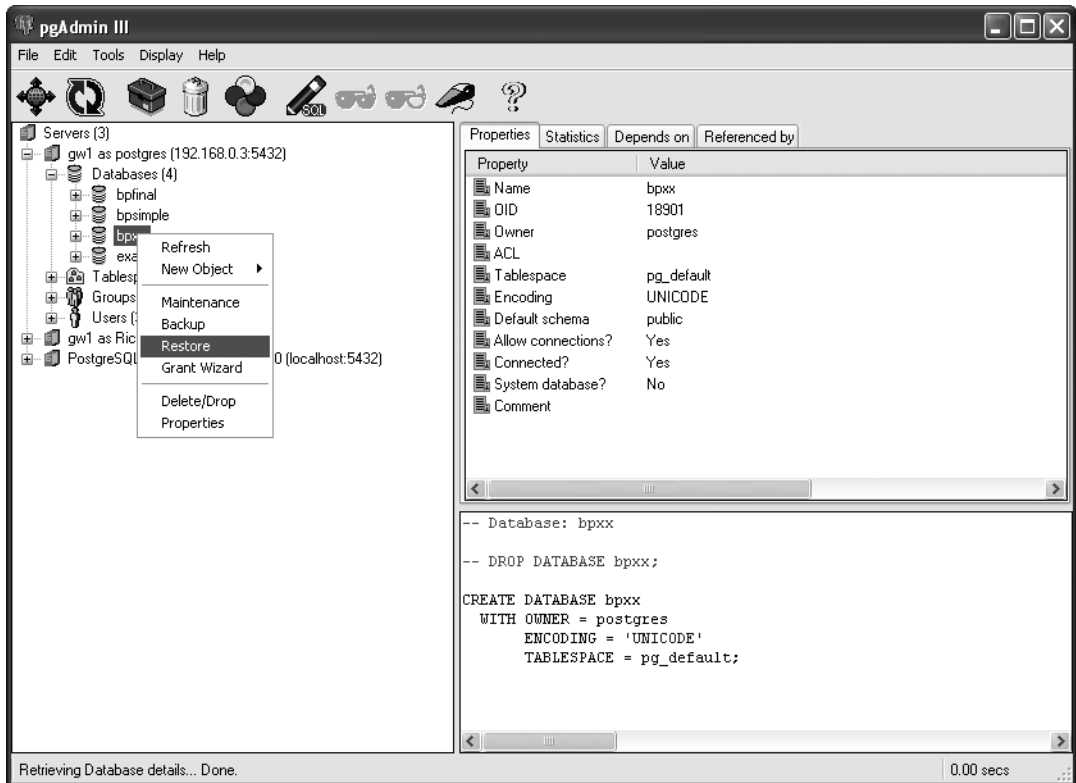 pgAdmin III
File Edit Tools Display Help
SQL
Servers (3)
gw1 as postgres (192.168.0.3:5432)
Databases (4)
bpfinal
bpsimple
bpx
exa
Tablesp
Groups
Users (
gw1 as Ric
PostgreSQL 0 (localhost:5432)
Refresh
New Object
Maintenance
Backup
Restore
Grant Wizard
Delete/Drop
Properties
Properties Statistics Depends on Referenced by
Property Value
Name bpxx
OID 18901
Owner postgres
ACL
Tablespace pg_default
Encoding UNICODE
Default schema public
Allow connections? Yes
Connected? Yes
System database? No
Comment
-- Database: bpxx
-- DROP DATABASE bpxx;
CREATE DATABASE bpxx
WITH OWNER = postgres
ENCODING = 'UNICODE'
TABLESPACE = pg_default;
Retrieving Database details... Done. 0.00 secs